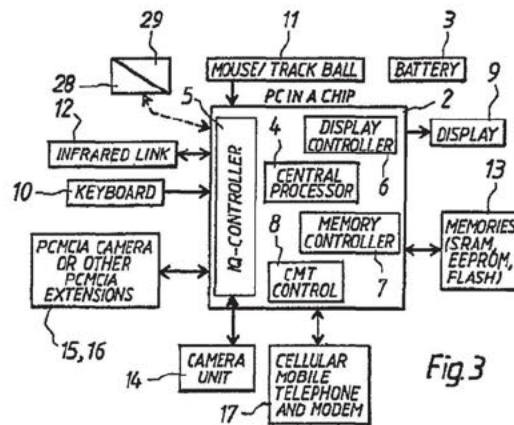 29
28
11
MOUSE/TRACK BALL
3
BATTERY
PC IN A CHIP
2
9
DISPLAY
12
INFRARED LINK
10
KEYBOARD
5
IQ-CONTROLLER
4
CENTRAL
PROCESSOR
DISPLAY
CONTROLLER
6
MEMORY
CONTROLLER
7
8
CMT
CONTROL
13
MEMORIES
(SRAM,
EEPROM,
FLASH)
PCMCIA CAMERA
OR OTHER
PCMCIA
EXTENSIONS
15, 16
CAMERA
UNIT
14
CELLULAR
MOBILE
TELEPHONE
AND MODEM
17
Fig.3